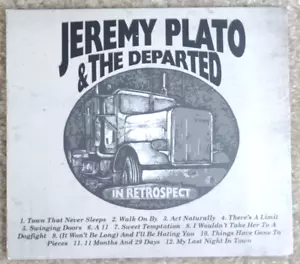 JEREMY PLATO
& THE DEPARTED
IN RETROSPECT
1. Town That Never Sleeps 2. Walk On By 3. Act Naturally 4. There's A Limit
5. Swinging Doors 6. A 11 7. Sweet Temptation 8. I Wouldn't Take Her To A
Dogfight 9. (It Won't Be Long) And I'll Be Hating You 10. Things Have Gone To
Pieces 11. 11 Months And 29 Days 12. My Last Night In Town